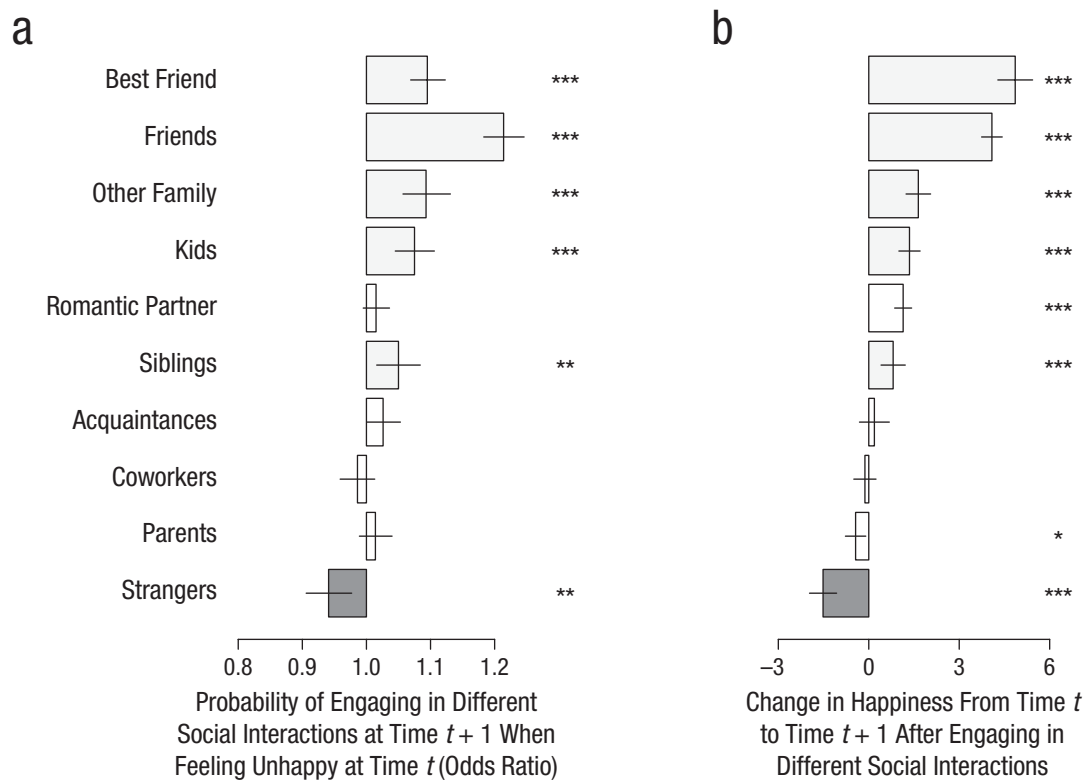 a
b
Best Friend *** ***
Friends *** ***
Other Family *** ***
Kids *** ***
Romantic Partner ***
Siblings ** ***
Acquaintances
Coworkers
Parents *
Strangers ** ***
0.8 0.9 1.0 1.1 1.2
–3 0 3 6
Probability of Engaging in Different
Social Interactions at Time t + 1 When
Feeling Unhappy at Time t (Odds Ratio)
Change in Happiness From Time t
to Time t + 1 After Engaging in
Different Social Interactions